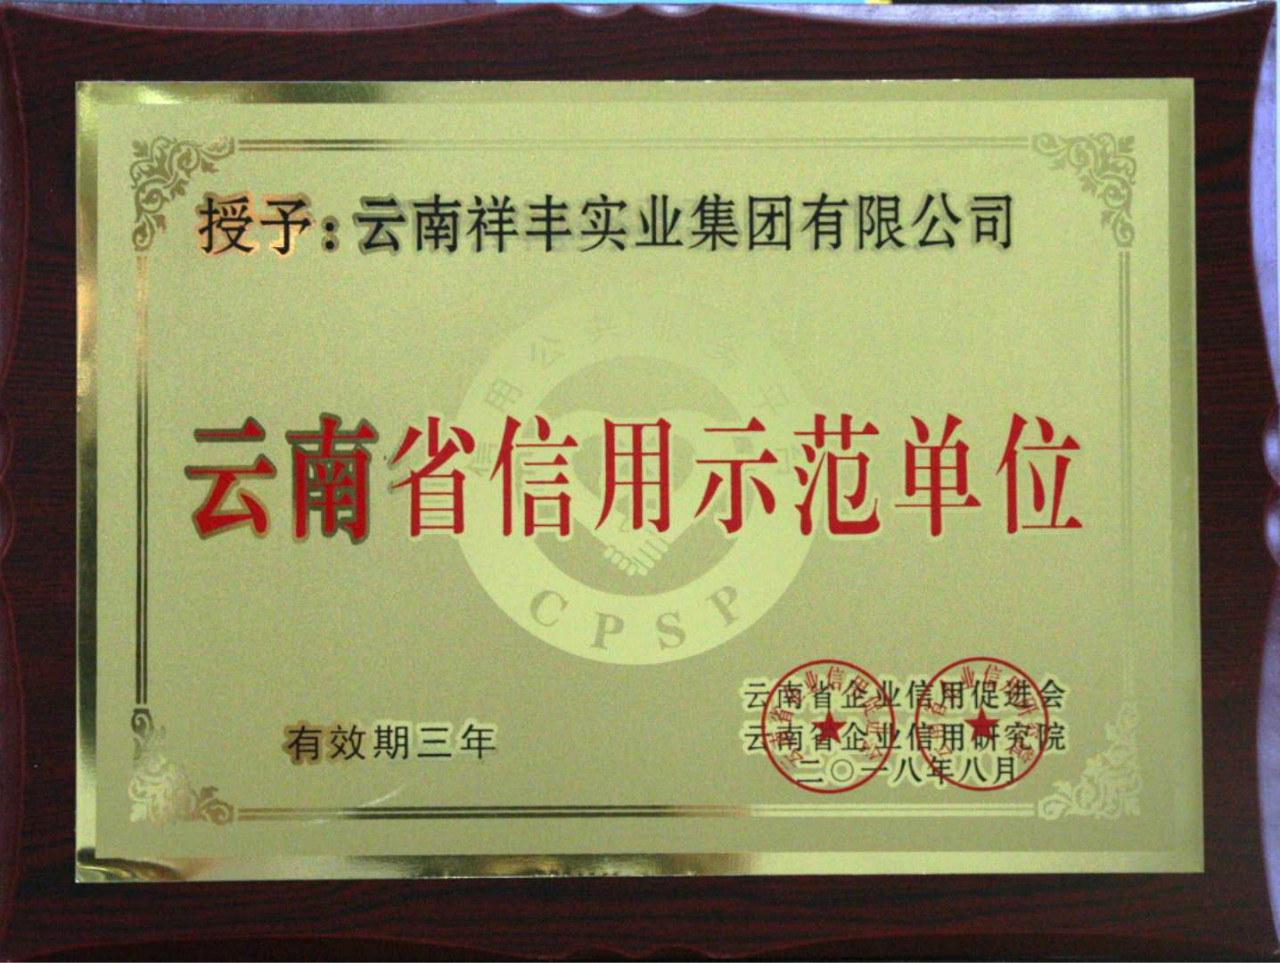 授予:云南祥丰实业集团有限公司
云南省信用示范单位
CPSP
有效期三年
云南省企业信用促进会
云南省企业信用研究院
二〇一八年八月